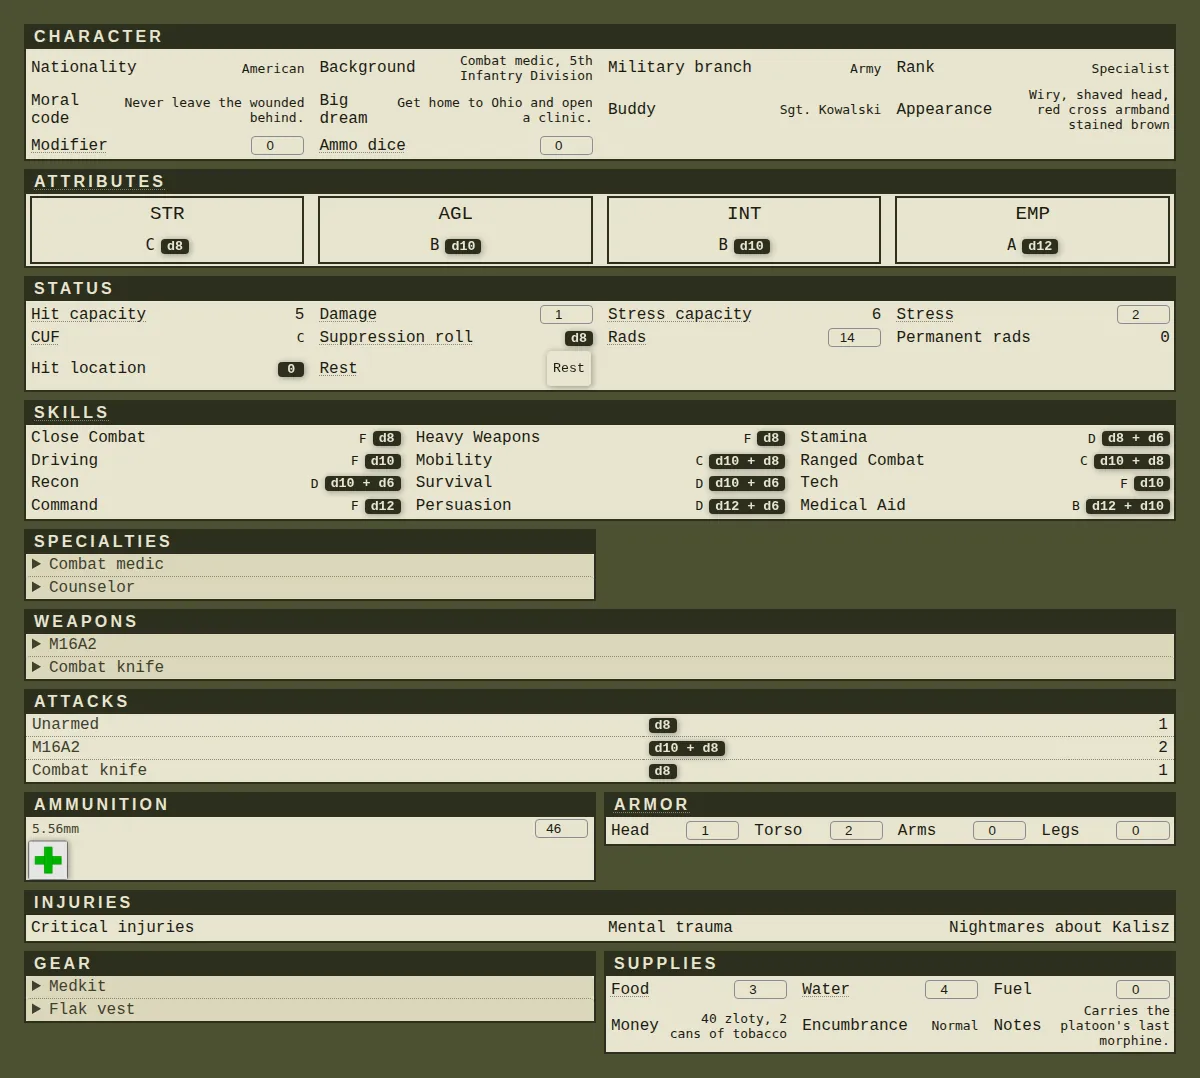 CHARACTER
Nationality American Background Combat medic, 5th Infantry Division Military branch Army Rank Specialist
Moral code Never leave the wounded behind. Big dream Get home to Ohio and open a clinic. Buddy Sgt. Kowalski Appearance Wiry, shaved head, red cross armband stained brown
Modifier 0 Ammo dice 0
ATTRIBUTES
STR AGL INT EMP
C d8 B d10 B d10 A d12
STATUS
Hit capacity 5 Damage 1 Stress capacity 6 Stress 2
CUF C Suppression roll d8 Rads 14 Permanent rads 0
Hit location 0 Rest Rest
SKILLS
Close Combat F d8 Heavy Weapons F d8 Stamina D d8 + d6
Driving F d10 Mobility C d10 + d8 Ranged Combat C d10 + d8
Recon D d10 + d6 Survival D d10 + d6 Tech F d10
Command F d12 Persuasion D d12 + d6 Medical Aid B d12 + d10
SPECIALTIES
Combat medic
Counselor
WEAPONS
M16A2
Combat knife
ATTACKS
Unarmed d8 1
M16A2 d10 + d8 2
Combat knife d8 1
AMMUNITION
5.56mm 46
ARMOR
Head 1 Torso 2 Arms 0 Legs 0
INJURIES
Critical injuries Mental trauma Nightmares about Kalisz
GEAR
Medkit
Flak vest
SUPPLIES
Food 3 Water 4 Fuel 0
Money 40 zloty, 2 cans of tobacco Encumbrance Normal Notes Carries the platoon's last morphine.